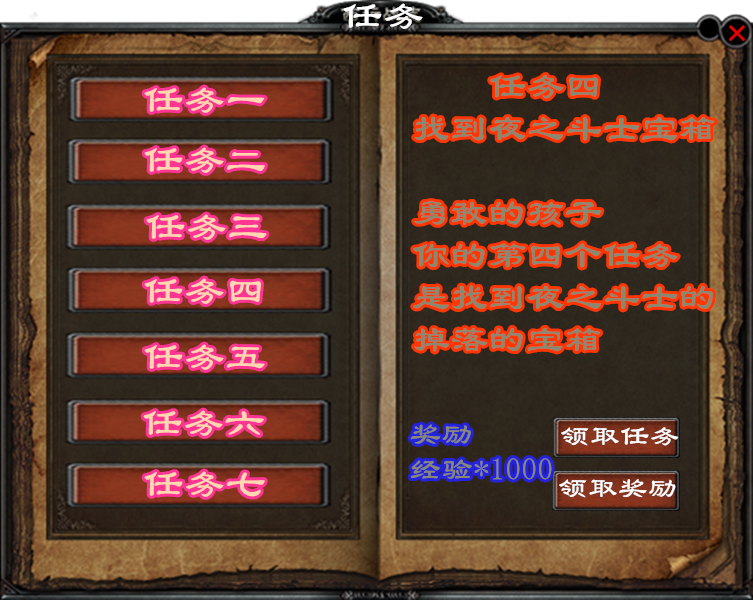 任务
任务一
任务二
任务三
任务四
任务五
任务六
任务七
任务四
找到夜之斗士宝箱
勇敢的孩子
你的第四个任务
是找到夜之斗士的
掉落的宝箱
奖励
经验*1000
领取任务
领取奖励